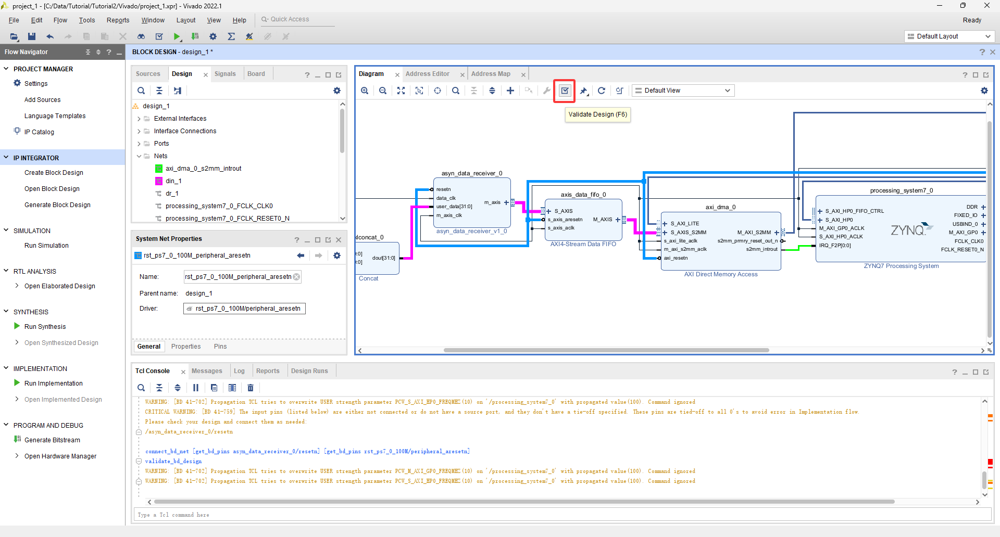 project_1 - [C:/Data/Tutorial/Tutorial2/Vivado/project_1.xpr] - Vivado 2022.1
File Edit Flow Tools Reports Window Layout View Help Quick Access
Ready
Default Layout
Flow Navigator
PROJECT MANAGER
Settings
Add Sources
Language Templates
IP Catalog
IP INTEGRATOR
Create Block Design
Open Block Design
Generate Block Design
SIMULATION
Run Simulation
RTL ANALYSIS
Open Elaborated Design
SYNTHESIS
Run Synthesis
Open Synthesized Design
IMPLEMENTATION
Run Implementation
Open Implemented Design
PROGRAM AND DEBUG
Generate Bitstream
Open Hardware Manager
BLOCK DESIGN - design_1 *
Sources Design Signals Board
design_1
External Interfaces
Interface Connections
Ports
Nets
axi_dma_0_s2mm_introut
din_1
dr_1
processing_system7_0_FCLK_CLK0
processing_system7_0_FCLK_RESET0_N
System Net Properties
rst_ps7_0_100M_peripheral_aresetn
Name: rst_ps7_0_100M_peripheral_aresetn
Parent name: design_1
Driver: rst_ps7_0_100M/peripheral_aresetn
General Properties Pins
Diagram Address Editor Address Map
Default View
Validate Design (F6)
lconcat_0
:0]
:0]
dout[31:0]
Concat
asyn_data_receiver_0
resetn
data_clk
user_data[31:0]
m_axis_clk
m_axis
asyn_data_receiver_v1_0
axis_data_fifo_0
S_AXIS
s_axis_aresetn
s_axis_aclk
M_AXIS
AXI4-Stream Data FIFO
axi_dma_0
S_AXI_LITE
S_AXIS_S2MM
s_axi_lite_aclk
m_axi_s2mm_aclk
axi_resetn
M_AXI_S2MM
s2mm_prmry_reset_out_n
s2mm_introut
AXI Direct Memory Access
processing_system7_0
S_AXI_HP0_FIFO_CTRL
S_AXI_HP0
M_AXI_GP0_ACLK
S_AXI_HP0_ACLK
IRQ_F2P[0:0]
ZYNQ
DDR
FIXED_IO
USBIND_0
M_AXI_GP0
FCLK_CLK0
FCLK_RESET0_N
ZYNQ7 Processing System
Tcl Console Messages Log Reports Design Runs
WARNING: [BD 41-702] Propagation TCL tries to overwrite USER strength parameter PCW_S_AXI_HP0_FREQMHZ(10) on '/processing_system7_0' with propagated value(100). Command ignored
CRITICAL WARNING: [BD 41-759] The input pins (listed below) are either not connected or do not have a source port, and they don't have a tie-off specified. These pins are tied-off to all 0's to avoid error in Implementation flow.
Please check your design and connect them as needed:
/asyn_data_receiver_0/resetn
connect_bd_net [get_bd_pins asyn_data_receiver_0/resetn] [get_bd_pins rst_ps7_0_100M/peripheral_aresetn]
validate_bd_design
WARNING: [BD 41-702] Propagation TCL tries to overwrite USER strength parameter PCW_M_AXI_GP0_FREQMHZ(10) on '/processing_system7_0' with propagated value(100). Command ignored
WARNING: [BD 41-702] Propagation TCL tries to overwrite USER strength parameter PCW_S_AXI_HP0_FREQMHZ(10) on '/processing_system7_0' with propagated value(100). Command ignored
Type a Tcl command here